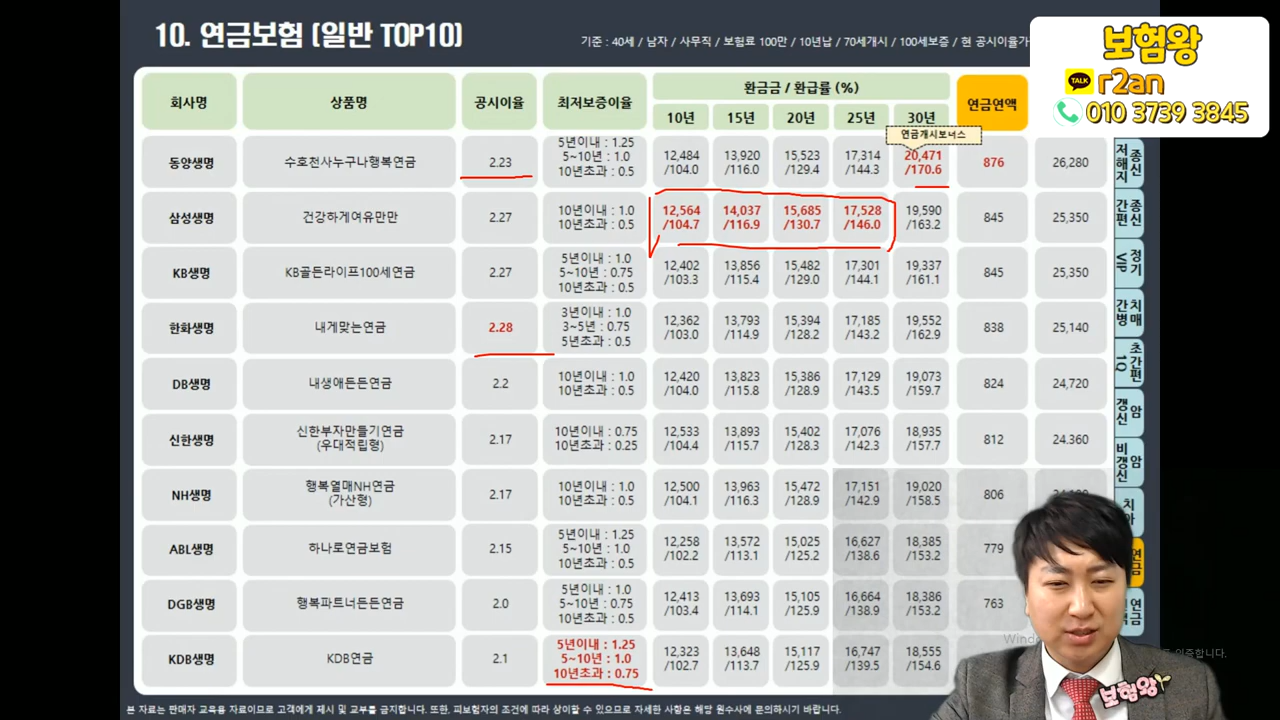 10. 연금보험 (일반 TOP10)
기준 : 40세 / 남자 / 사무직 / 보험료 100만 / 10년납 / 70세개시 / 100세보증 / 현 공시이율가
보험왕
TALK r2an
010 3739 3845
회사명 상품명 공시이율 최저보증이율 환급금 / 환급률 (%) 연금연액
10년 15년 20년 25년 30년
연금개시보너스
동양생명 수호천사누구나행복연금 2.23 5년이내 : 1.25 12,484 13,920 15,523 17,314 20,471 876 26,280
5~10년 : 1.0 /104.0 /116.0 /129.4 /144.3 /170.6
10년초과 : 0.5
삼성생명 건강하게여유만만 2.27 10년이내 : 1.0 12,564 14,037 15,685 17,528 19,590 845 25,350
10년초과 : 0.5 /104.7 /116.9 /130.7 /146.0 /163.2
KB생명 KB골든라이프100세연금 2.27 5년이내 : 1.0 12,402 13,856 15,482 17,301 19,337 845 25,350
5~10년 : 0.75 /103.3 /115.4 /129.0 /144.1 /161.1
10년초과 : 0.5
한화생명 내게맞는연금 2.28 3년이내 : 1.0 12,362 13,793 15,394 17,185 19,552 838 25,140
3~5년 : 0.75 /103.0 /114.9 /128.2 /143.2 /162.9
5년초과 : 0.5
DB생명 내생애든든연금 2.2 10년이내 : 1.0 12,420 13,823 15,386 17,129 19,073 824 24,720
10년초과 : 0.5 /104.0 /115.8 /128.9 /143.5 /159.7
신한생명 신한부자만들기연금 2.17 10년이내 : 0.75 12,533 13,893 15,402 17,076 18,935 812 24.360
(우대적립형) 10년초과 : 0.25 /104.4 /115.7 /128.3 /142.3 /157.7
NH생명 행복열매NH연금 2.17 10년이내 : 1.0 12,500 13,963 15,472 17,151 19,020 806
(가산형) 10년초과 : 0.5 /104.1 /116.3 /128.9 /142.9 /158.5
ABL생명 하나로연금보험 2.15 5년이내 : 1.25 12,258 13,572 15,025 16,627 18,385 779
5~10년 : 1.0 /102.2 /113.1 /125.2 /138.6 /153.2
10년초과 : 0.5
DGB생명 행복파트너든든연금 2.0 5년이내 : 1.0 12,413 13,693 15,105 16,664 18,386 763
5~10년 : 0.75 /103.4 /114.1 /125.9 /138.9 /153.2
10년초과 : 0.5
KDB생명 KDB연금 2.1 5년이내 : 1.25 12,323 13,648 15,117 16,747 18,555
5~10년 : 1.0 /102.7 /113.7 /125.9 /139.5 /154.6
10년초과 : 0.75
저해지 종신
간편 종신
VIP 정기
간병 치매
1Q 초간편
갱신 암
비갱신 암
치아
연금
연금
Windo
인증합니다.
보험왕
본 자료는 판매자 교육용 자료이므로 고객에게 제시 및 교부를 금지합니다. 또한, 피보험자의 조건에 따라 상이할 수 있으므로 자세한 사항은 해당 원수사에 문의하시기 바랍니다.